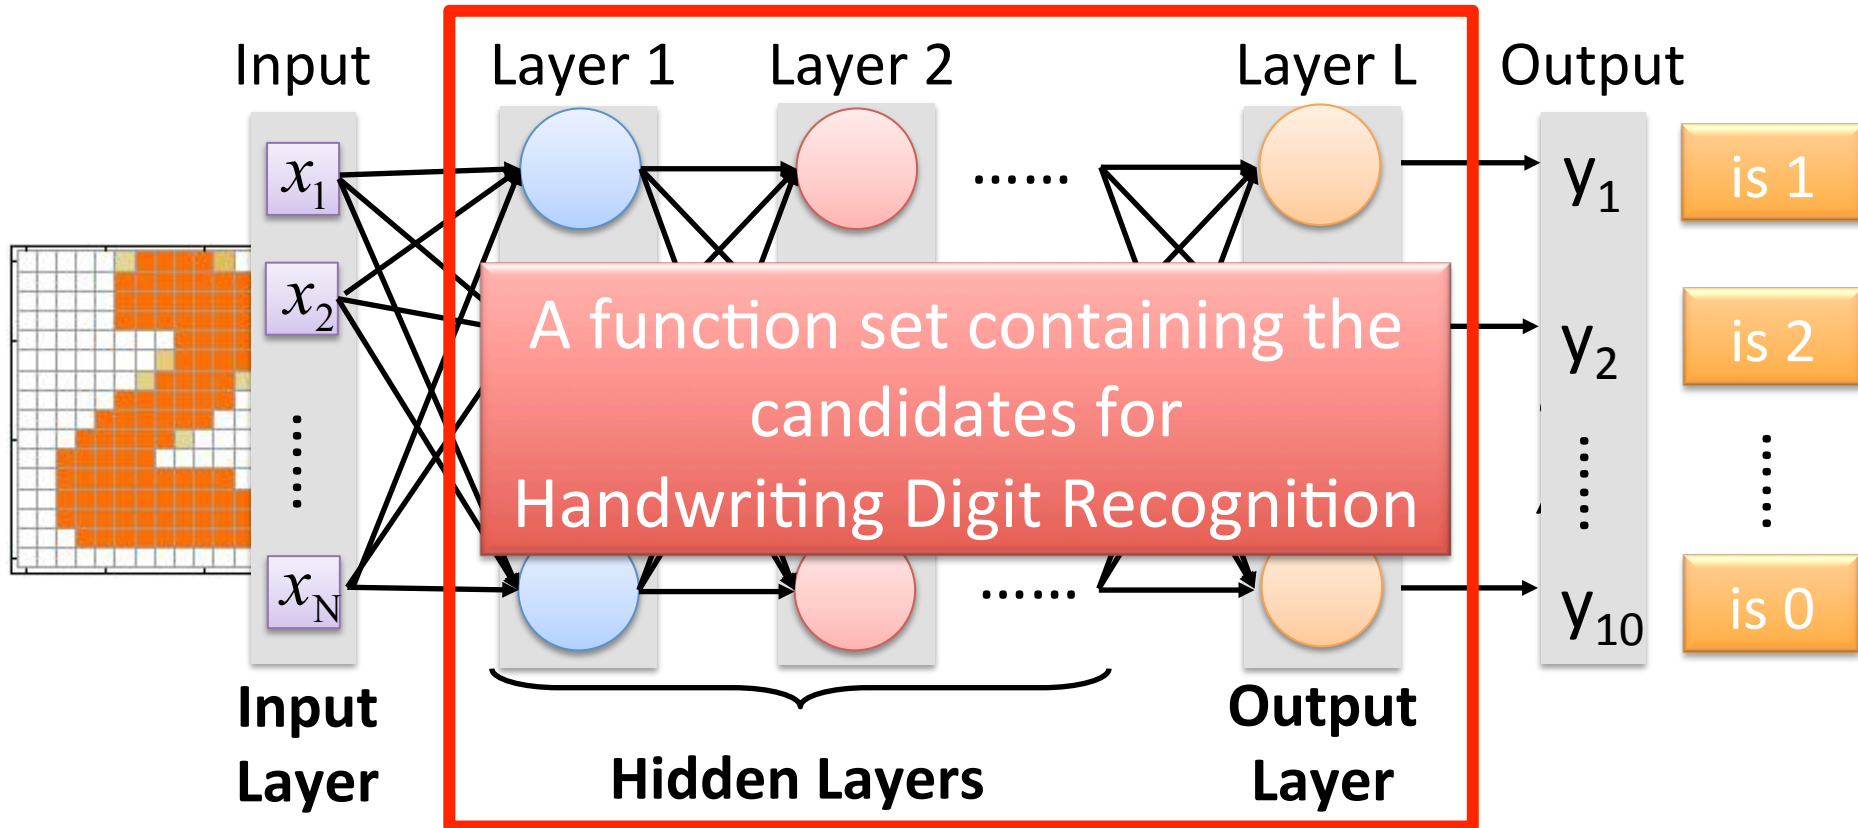 Input
Layer 1
Layer 2
Layer L
Output
x1
x2
......
xN
......
......
A function set containing the
candidates for
Handwriting Digit Recognition
y1
y2
......
y10
is 1
is 2
......
is 0
Input
Layer
Hidden Layers
Output
Layer